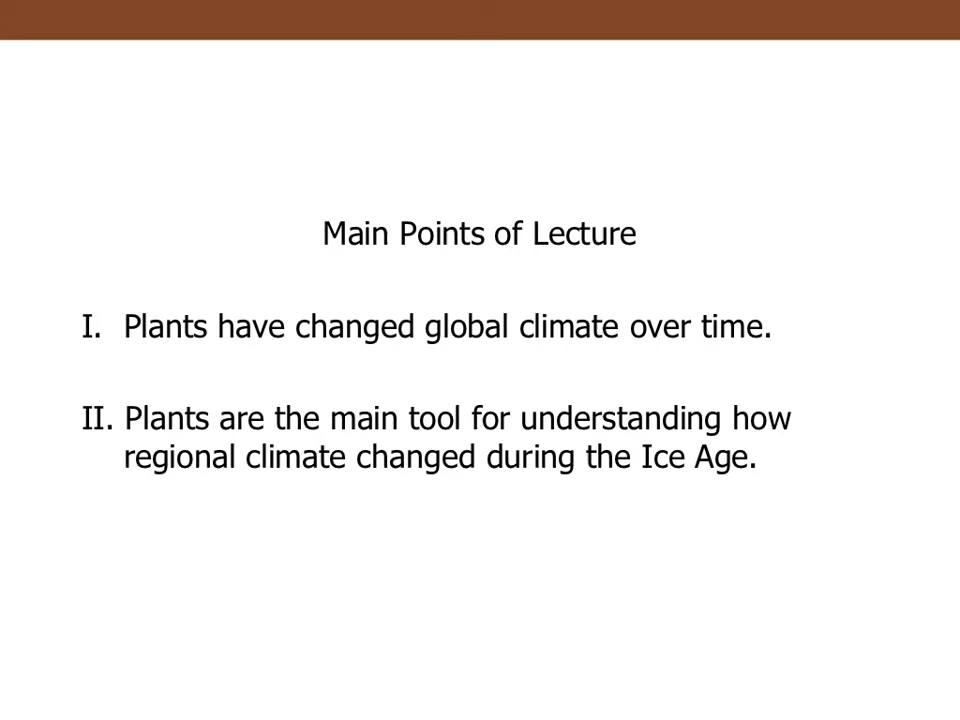 Main Points of Lecture
I. Plants have changed global climate over time.
II. Plants are the main tool for understanding how
regional climate changed during the Ice Age.